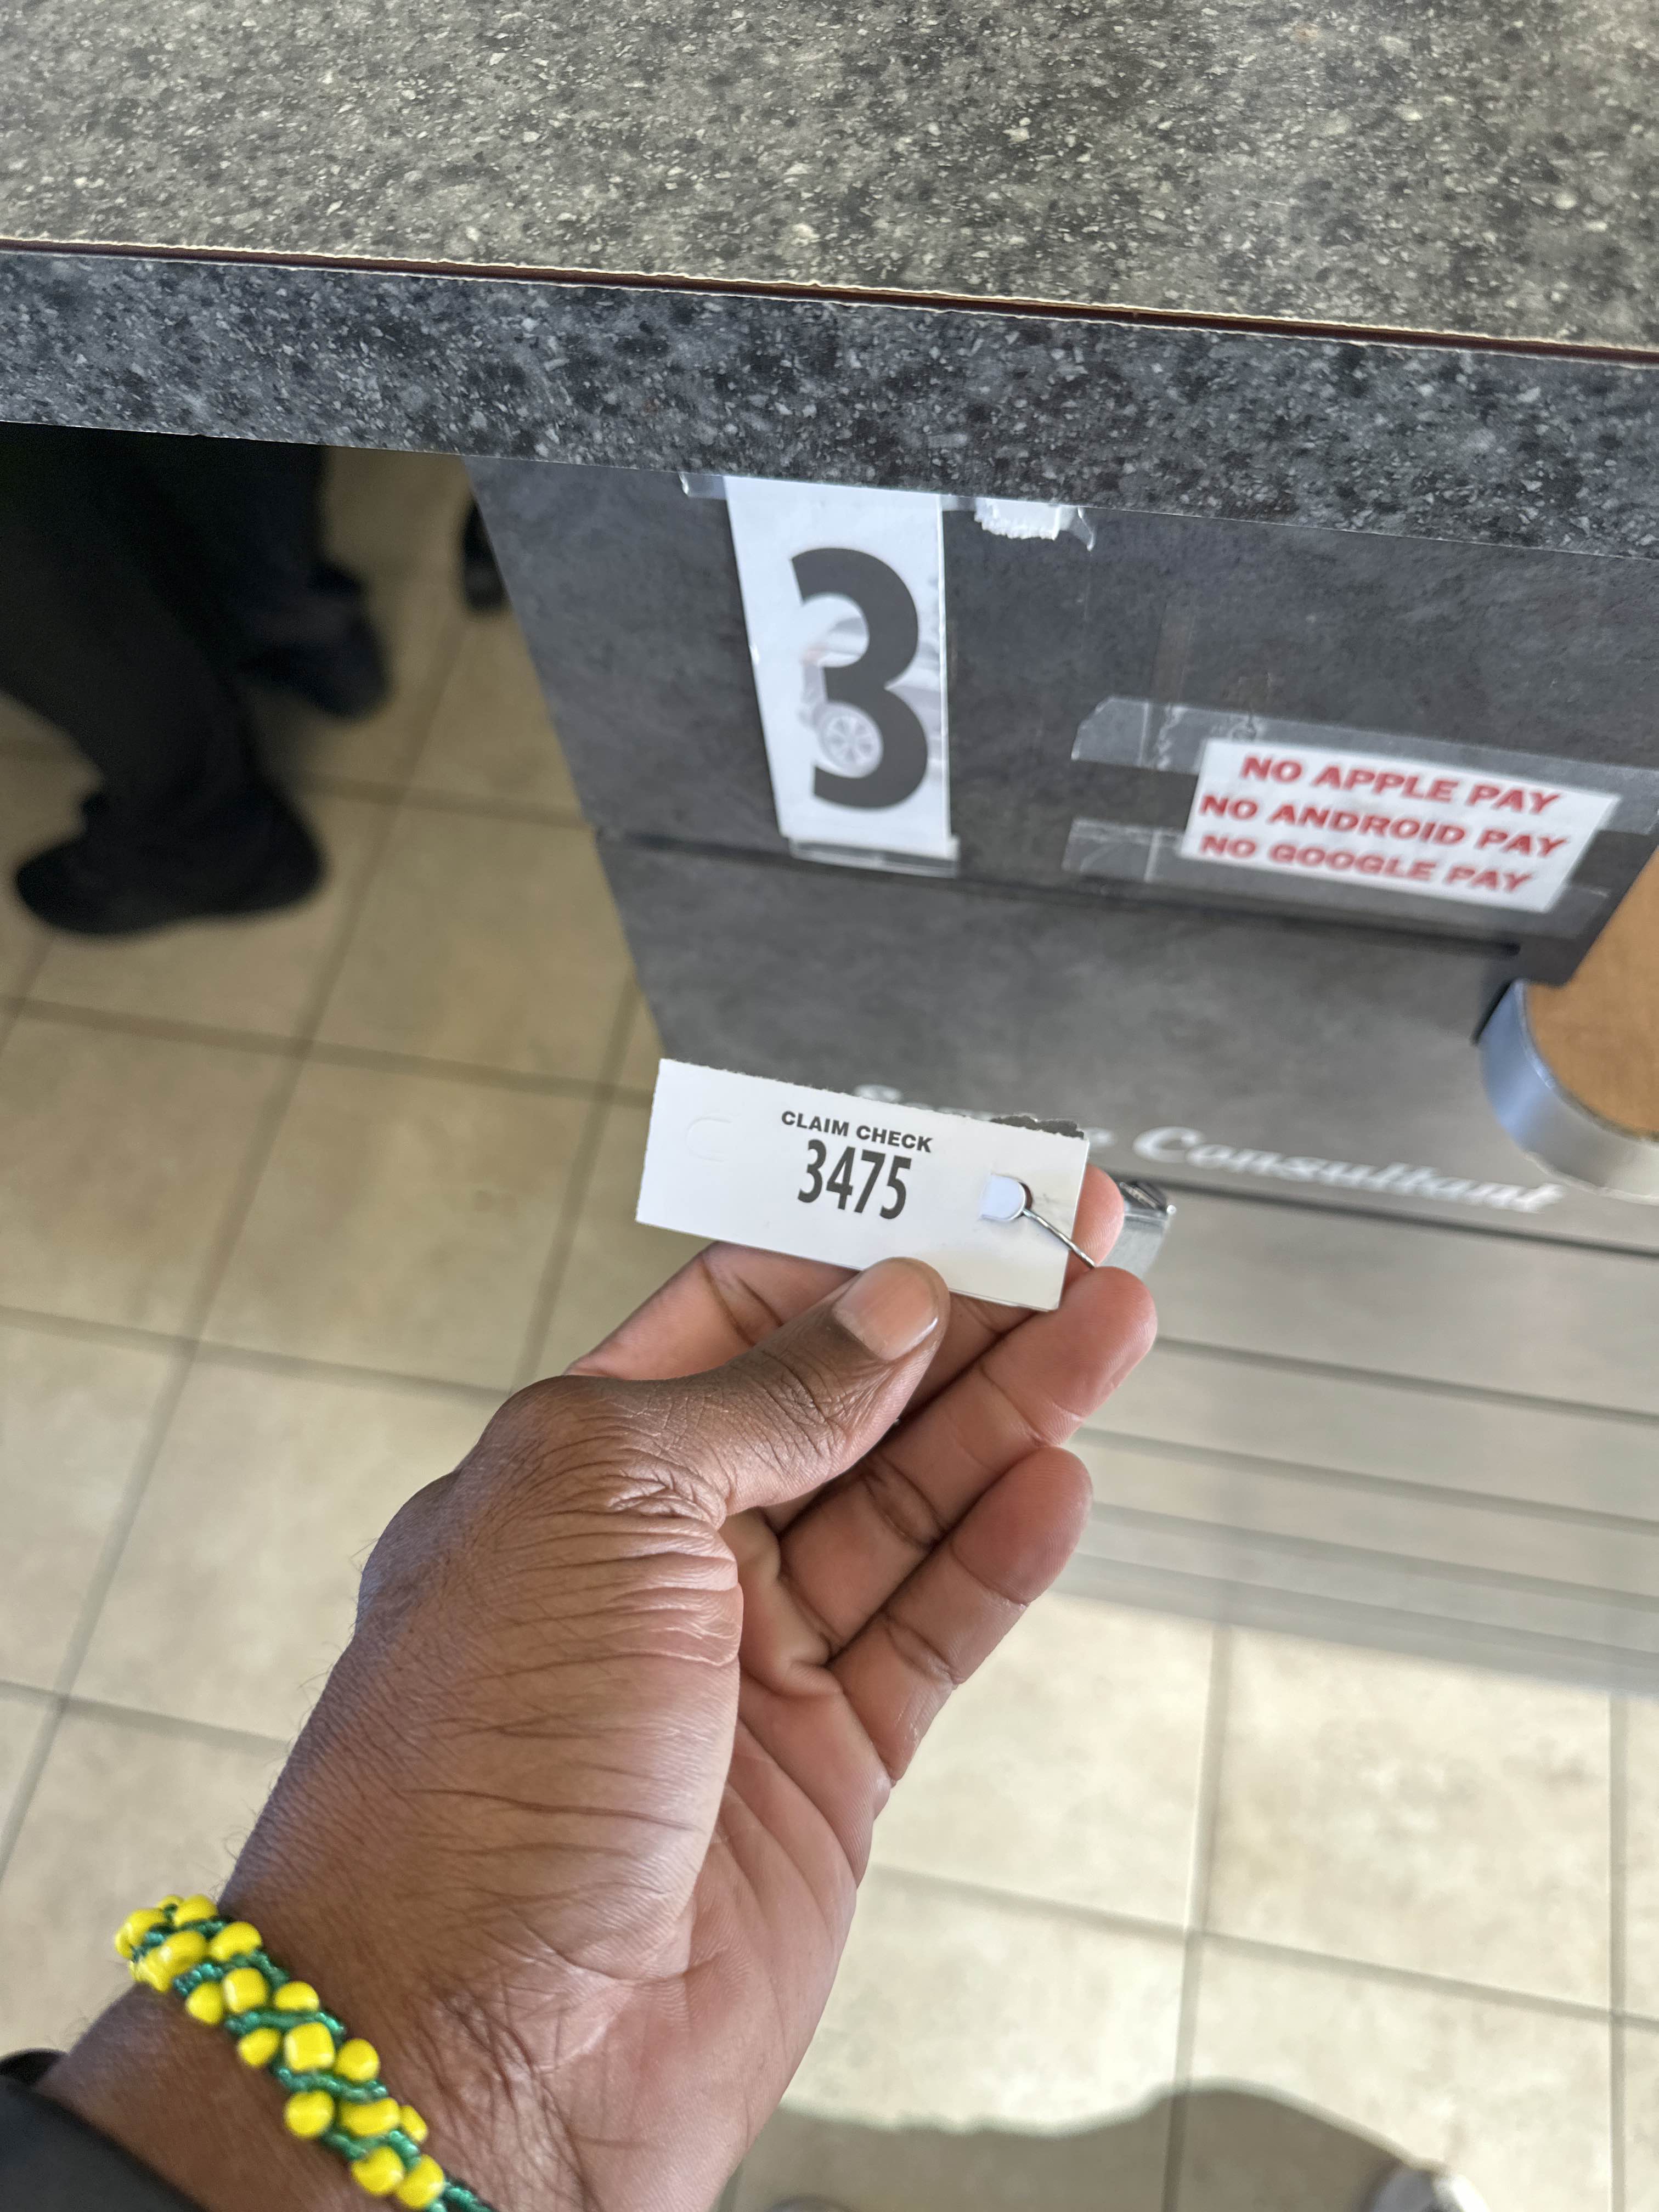 3
NO APPLE PAY
NO ANDROID PAY
NO GOOGLE PAY
Consultant
CLAIM CHECK
3475